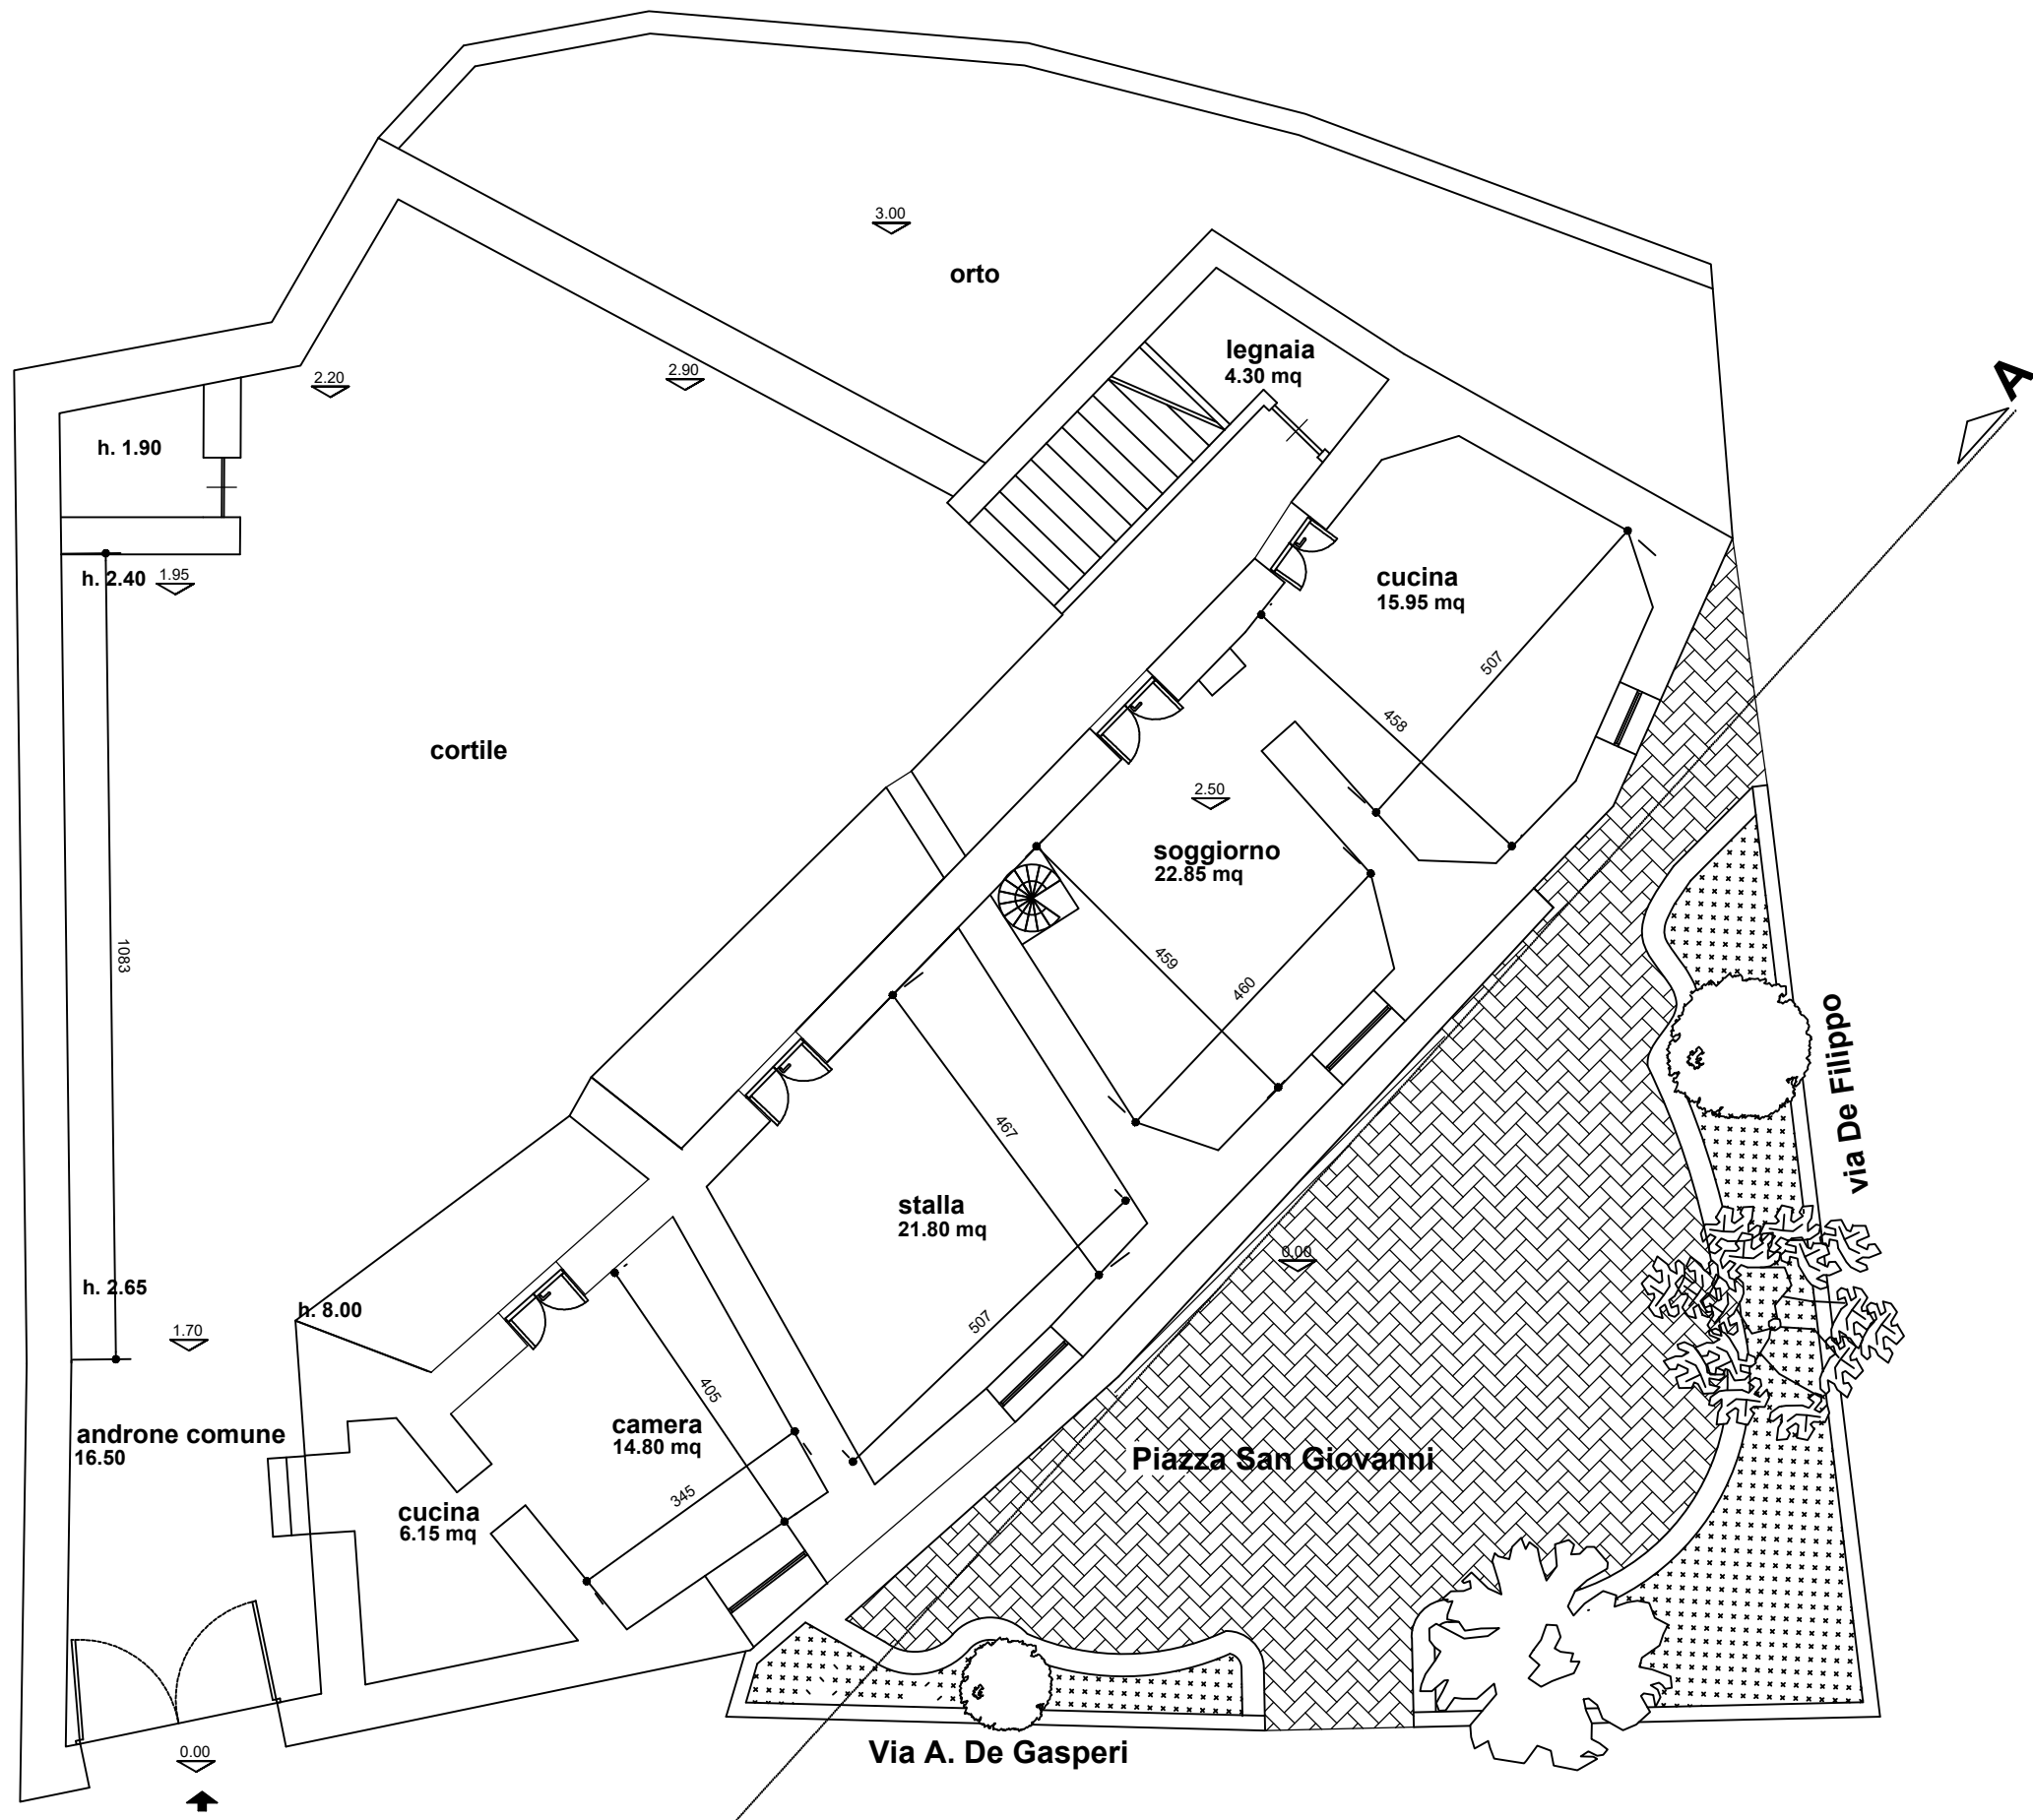 3.00
orto
legnaia
4.30 mq
A
2.20
2.90
h. 1.90
h. 2.40
1.95
cucina
15.95 mq
507
458
cortile
2.50
soggiorno
22.85 mq
1083
459
460
via De Filippo
467
stalla
21.80 mq
0.00
h. 2.65
h. 8.00
1.70
507
405
androne comune
16.50
camera
14.80 mq
Piazza San Giovanni
345
cucina
6.15 mq
0.00
Via A. De Gasperi